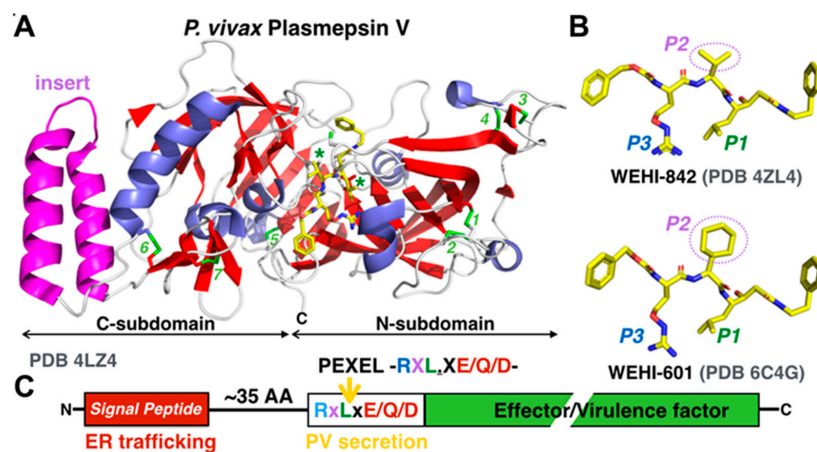 A
P. vivax Plasmepsin V
insert
3
4
*
*
1
2
5
6
7
C
C-subdomain
N-subdomain
PDB 4LZ4
B
P2
P3
P1
WEHI-842 (PDB 4ZL4)
P2
P3
P1
WEHI-601 (PDB 6C4G)
PEXEL -RXL.XE/Q/D-
C
N
Signal Peptide
~35 AA
RxLxE/Q/D
Effector/Virulence factor
C
ER trafficking
PV secretion